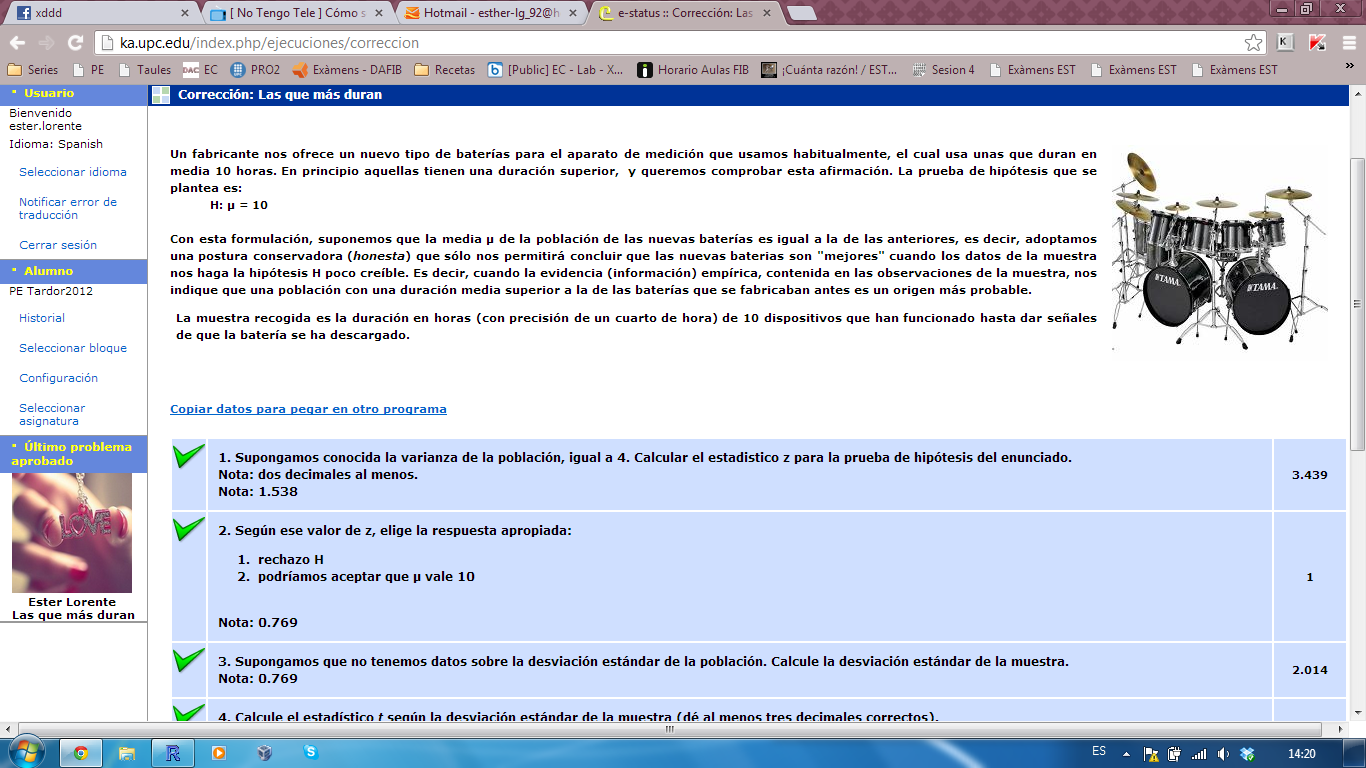 xddd
[ No Tengo Tele ] Cómo s
Hotmail - esther-lg_92@h
e-status :: Corrección: Las
ka.upc.edu/index.php/ejecuciones/correccion
Series
PE
Taules
DAC EC
PRO2
Exàmens - DAFIB
Recetas
[Public] EC - Lab - X...
Horario Aulas FIB
¡Cuánta razón! / EST...
Sesion 4
Exàmens EST
Exàmens EST
Exàmens EST
»
Usuario
Bienvenido
ester.lorente
Idioma: Spanish
Seleccionar idioma
Notificar error de
traducción
Cerrar sesión
Alumno
PE Tardor2012
Historial
Seleccionar bloque
Configuración
Seleccionar
asignatura
Último problema
aprobado
LOVE
Ester Lorente
Las que más duran
Corrección: Las que más duran
Un fabricante nos ofrece un nuevo tipo de baterías para el aparato de medición que usamos habitualmente, el cual usa unas que duran en
media 10 horas. En principio aquellas tienen una duración superior, y queremos comprobar esta afirmación. La prueba de hipótesis que se
plantea es:
H: μ = 10
Con esta formulación, suponemos que la media μ de la población de las nuevas baterías es igual a la de las anteriores, es decir, adoptamos
una postura conservadora (honesta) que sólo nos permitirá concluir que las nuevas baterias son "mejores" cuando los datos de la muestra
nos haga la hipótesis H poco creíble. Es decir, cuando la evidencia (información) empírica, contenida en las observaciones de la muestra, nos
indique que una población con una duración media superior a la de las baterías que se fabricaban antes es un origen más probable.
La muestra recogida es la duración en horas (con precisión de un cuarto de hora) de 10 dispositivos que han funcionado hasta dar señales
de que la batería se ha descargado.
TAMA
TAMA
Copiar datos para pegar en otro programa
1. Supongamos conocida la varianza de la población, igual a 4. Calcular el estadistico z para la prueba de hipótesis del enunciado.
Nota: dos decimales al menos.
Nota: 1.538
3.439
2. Según ese valor de z, elige la respuesta apropiada:
1. rechazo H
2. podríamos aceptar que μ vale 10
Nota: 0.769
1
3. Supongamos que no tenemos datos sobre la desviación estándar de la población. Calcule la desviación estándar de la muestra.
Nota: 0.769
2.014
4. Calcule el estadístico t según la desviación estándar de la muestra (dé al menos tres decimales correctos).
ES
14:20